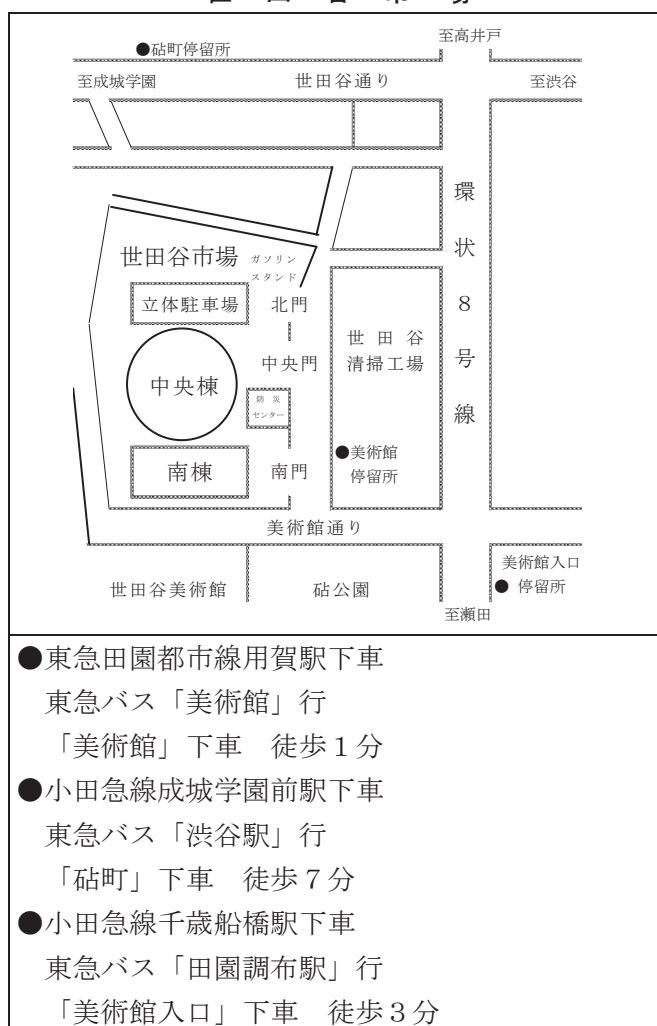 至高井戸
●砧町停留所
至成城学園
世田谷通り
至渋谷
環状８号線
世田谷市場
ガソリン
スタンド
立体駐車場
北門
世田谷
清掃工場
中央門
中央棟
防災
センター
●美術館
停留所
南棟
南門
美術館通り
美術館入口
● 停留所
世田谷美術館
砧公園
至瀬田
●東急田園都市線用賀駅下車
東急バス「美術館」行
「美術館」下車　徒歩１分
●小田急線成城学園前駅下車
東急バス「渋谷駅」行
「砧町」下車　徒歩７分
●小田急線千歳船橋駅下車
東急バス「田園調布駅」行
「美術館入口」下車　徒歩３分